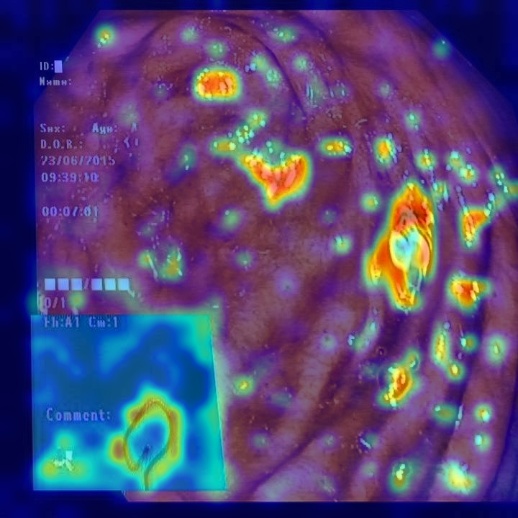 ID:
Name:
Sex: Age:
D.O.B.:
23/06/2015
09:39:10
00:07:01
0/1
Eh:A1 Cm:1
Comment: